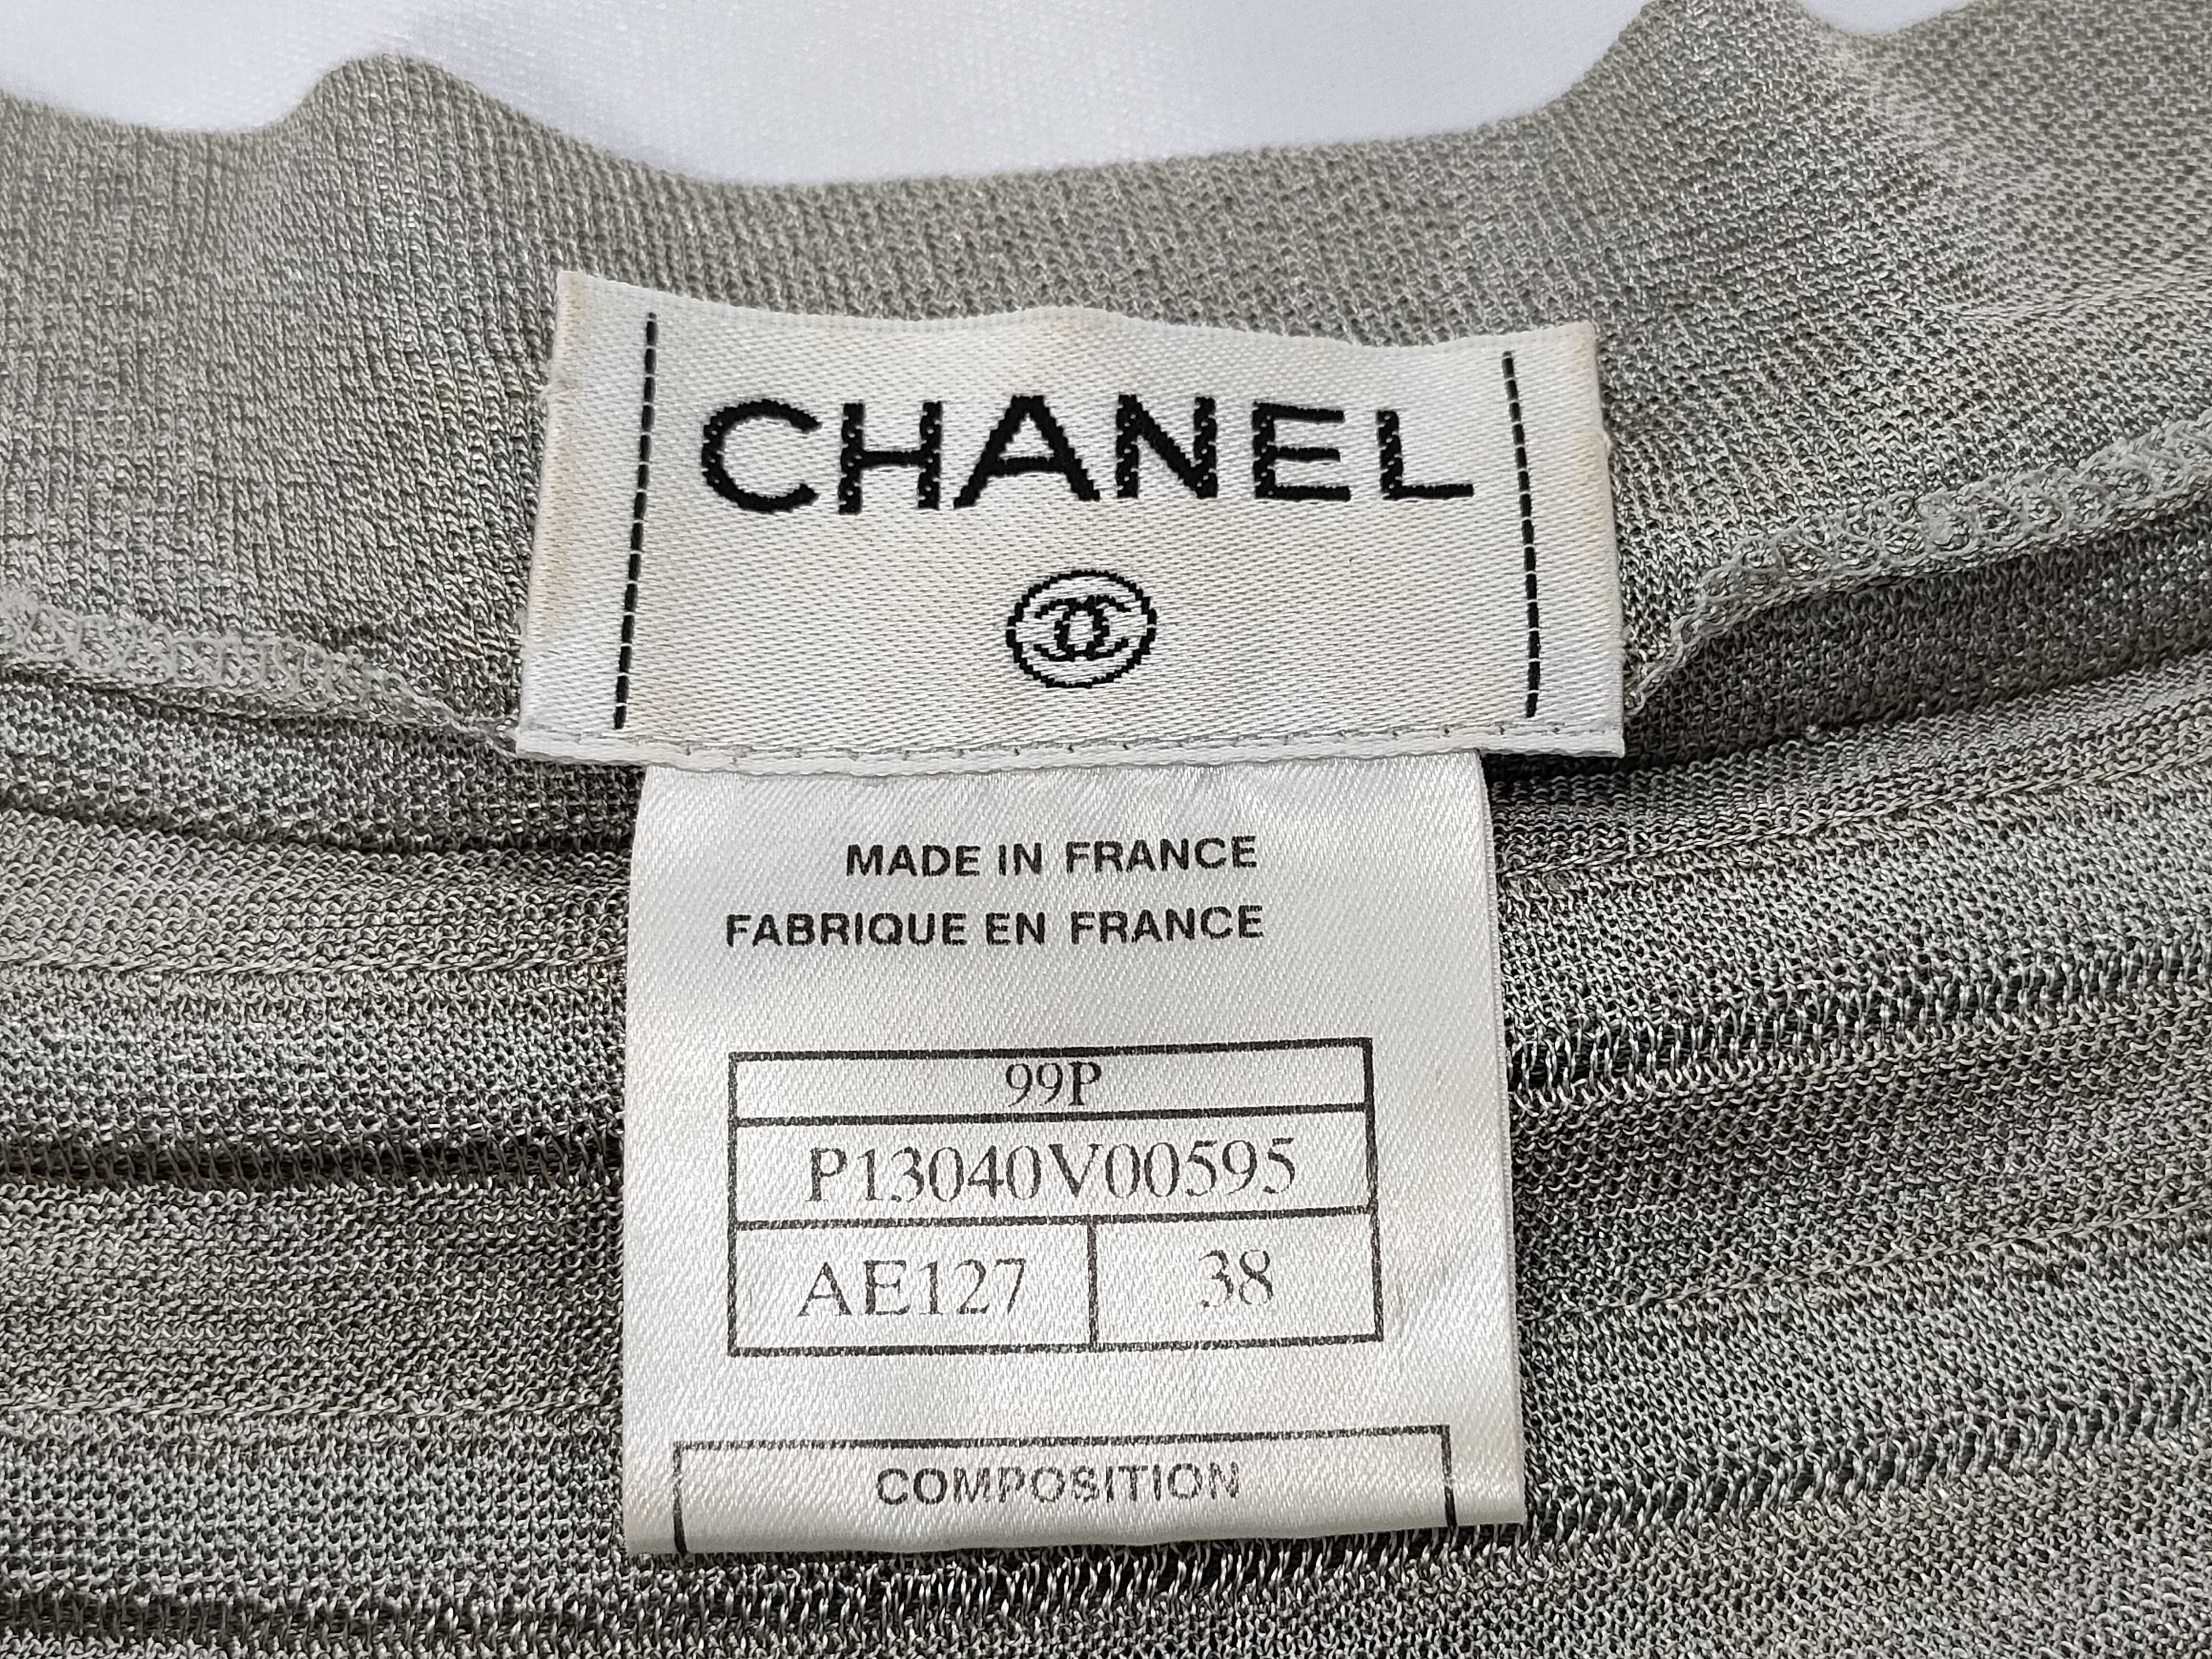 CHANEL
MADE IN FRANCE
FABRIQUE EN FRANCE
99P
P13040V00595
AE127 38
COMPOSITION